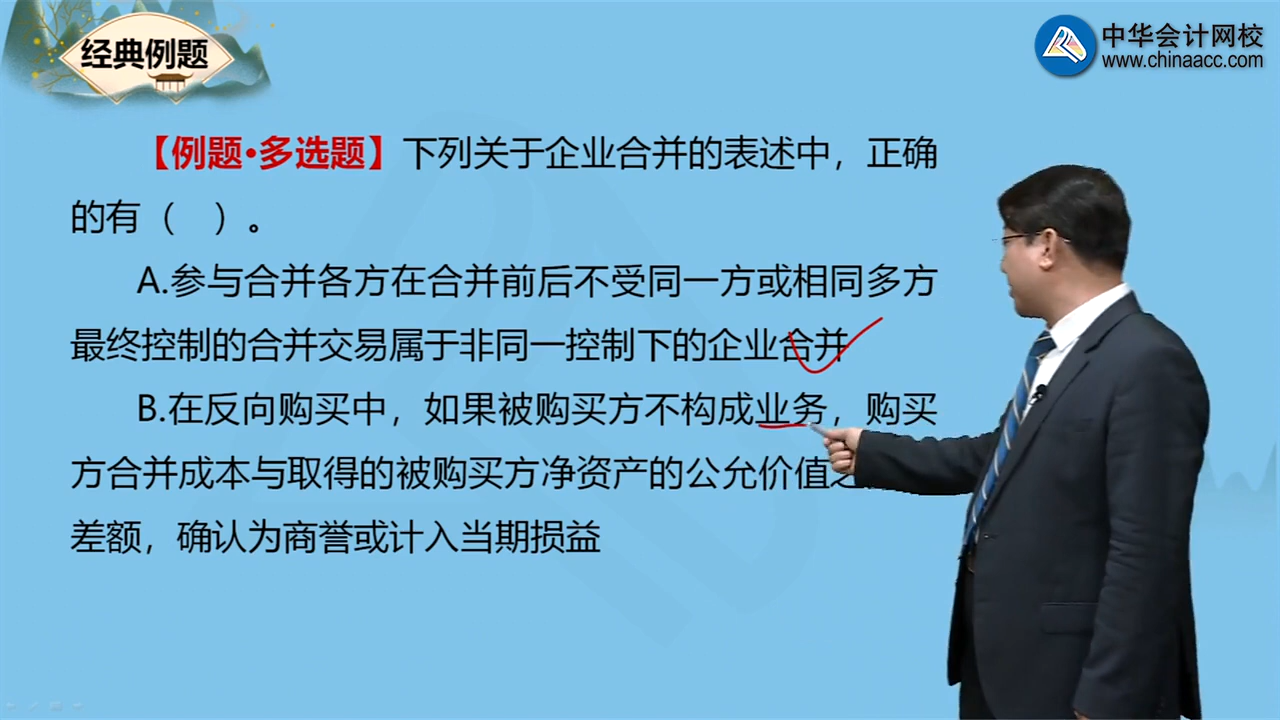 经典例题
中华会计网校
www.chinaacc.com
【例题•多选题】下列关于企业合并的表述中，正确
的有（　）。
A.参与合并各方在合并前后不受同一方或相同多方
最终控制的合并交易属于非同一控制下的企业合并
B.在反向购买中，如果被购买方不构成业务，购买
方合并成本与取得的被购买方净资产的公允价值
差额，确认为商誉或计入当期损益